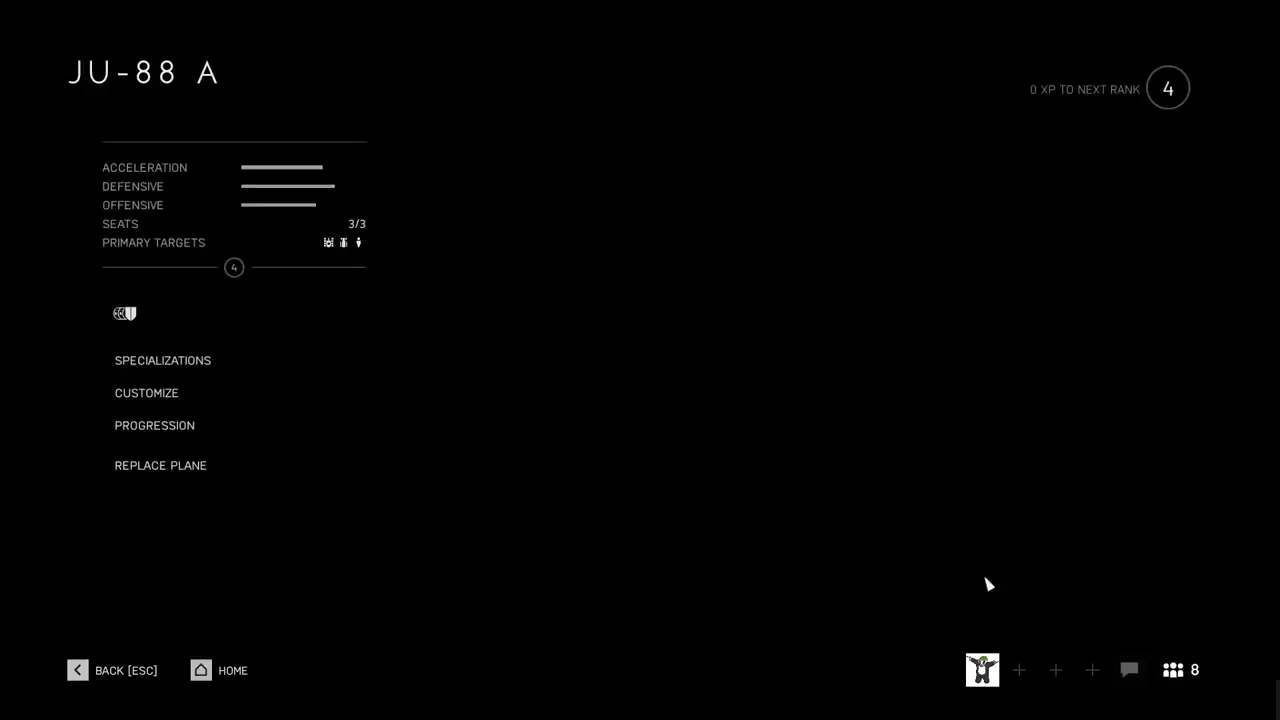 JU-88 A
0 XP TO NEXT RANK 4
ACCELERATION
DEFENSIVE
OFFENSIVE
SEATS 3/3
PRIMARY TARGETS
4
SPECIALIZATIONS
CUSTOMIZE
PROGRESSION
REPLACE PLANE
BACK [ESC] HOME 8